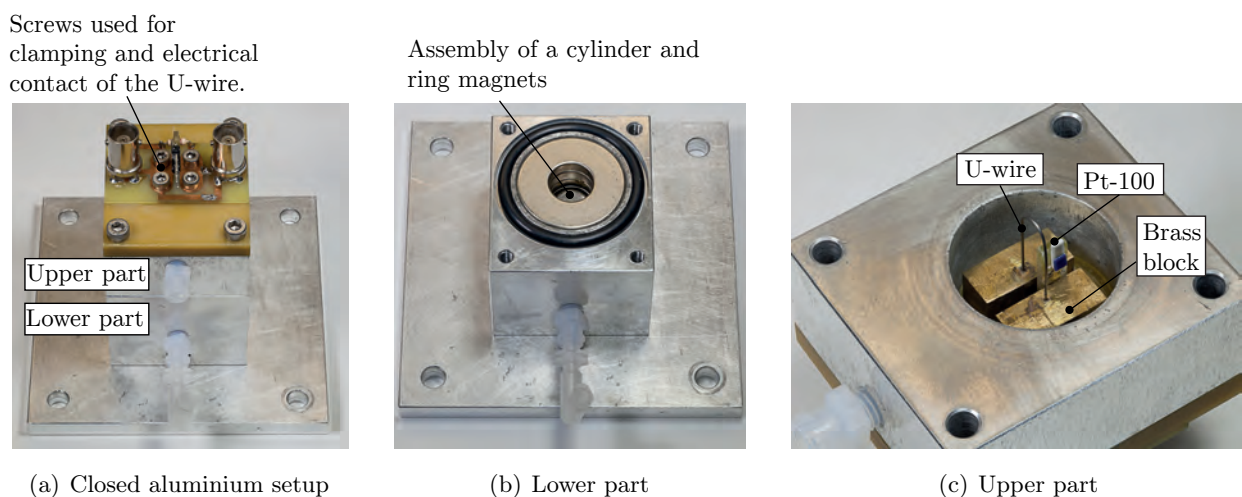 Screws used for
clamping and electrical
contact of the U-wire.
Assembly of a cylinder and
ring magnets
U-wire
Pt-100
Brass
block
Upper part
Lower part
(a) Closed aluminium setup
(b) Lower part
(c) Upper part